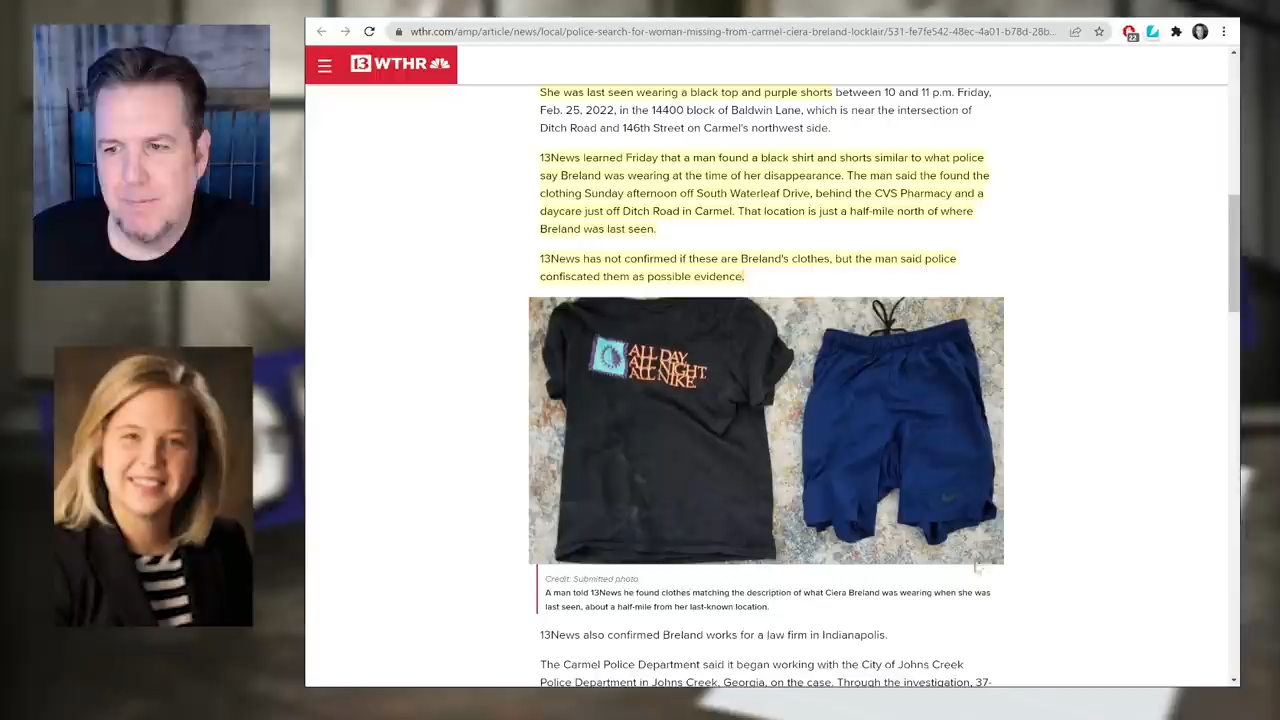 wthr.com/amp/article/news/local/police-search-for-woman-missing-from-carmel-ciera-breland-locklair/531-fe7fe542-48ec-4a01-b78d-28b...
22
13 WTHR
She was last seen wearing a black top and purple shorts between 10 and 11 p.m. Friday,
Feb. 25, 2022, in the 14400 block of Baldwin Lane, which is near the intersection of
Ditch Road and 146th Street on Carmel's northwest side.
13News learned Friday that a man found a black shirt and shorts similar to what police
say Breland was wearing at the time of her disappearance. The man said the found the
clothing Sunday afternoon off South Waterleaf Drive, behind the CVS Pharmacy and a
daycare just off Ditch Road in Carmel. That location is just a half-mile north of where
Breland was last seen.
13News has not confirmed if these are Breland's clothes, but the man said police
confiscated them as possible evidence.
ALL DAY.
ALL NIGHT.
ALL NIKE.
Credit: Submitted photo
A man told 13News he found clothes matching the description of what Ciera Breland was wearing when she was
last seen, about a half-mile from her last-known location.
13News also confirmed Breland works for a law firm in Indianapolis.
The Carmel Police Department said it began working with the City of Johns Creek
Police Department in Johns Creek, Georgia, on the case. Through the investigation, 37-